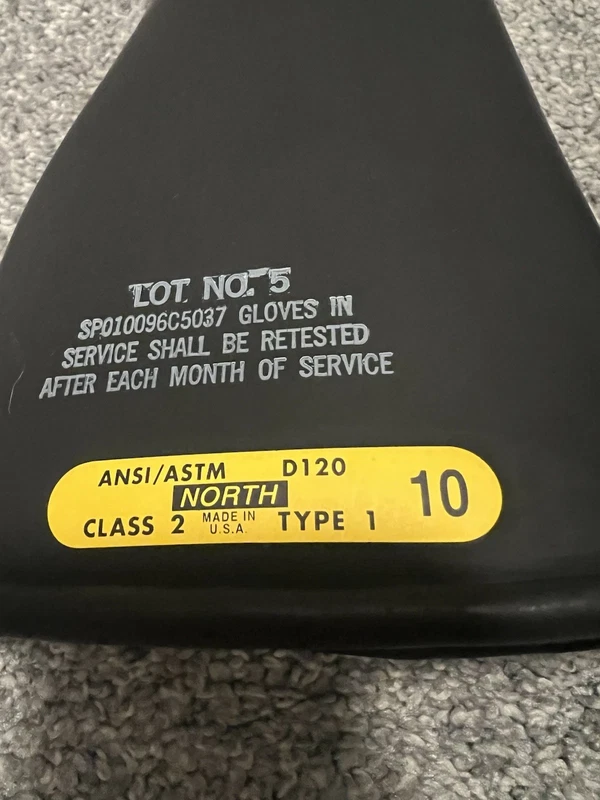 LOT NO. 5
SP010096C5037 GLOVES IN
SERVICE SHALL BE RETESTED
AFTER EACH MONTH OF SERVICE
ANSI/ASTM D120
NORTH
CLASS 2 MADE IN U.S.A. TYPE 1
10